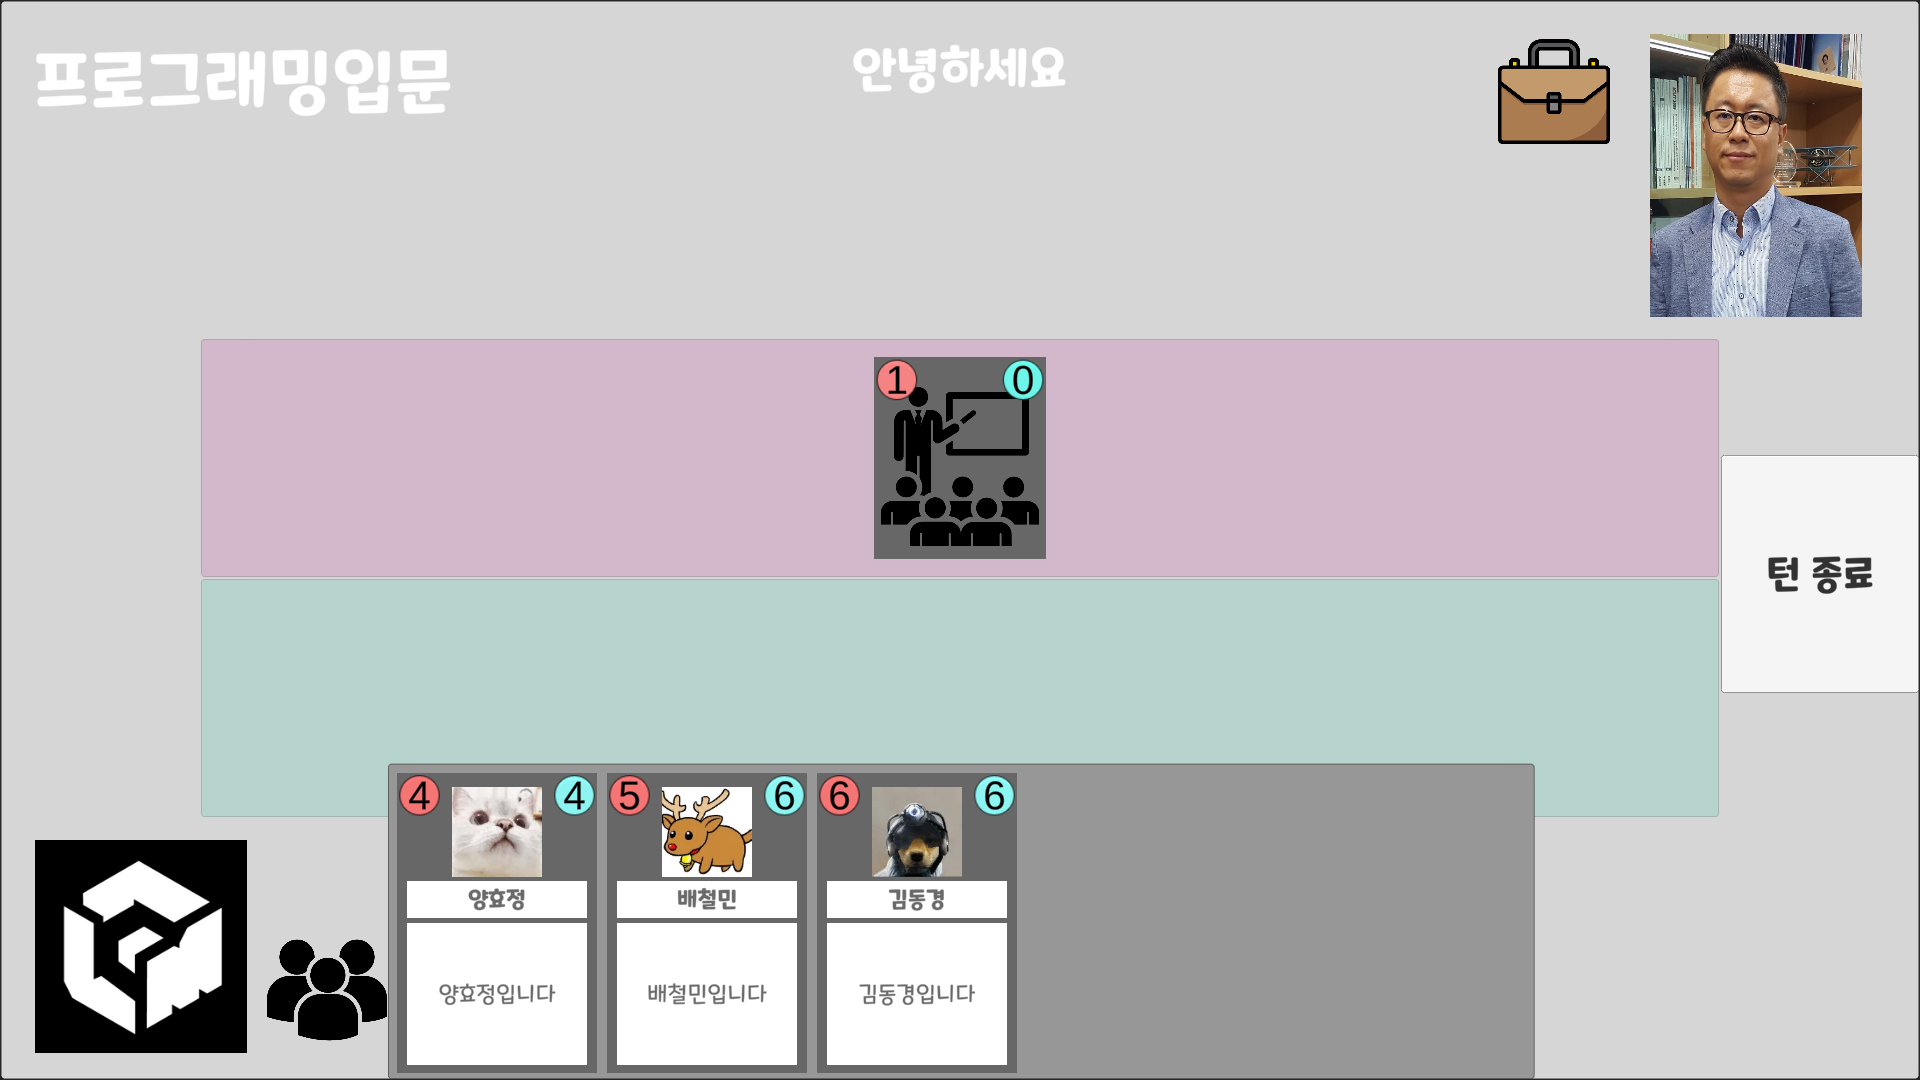 프로그래밍입문
안녕하세요
1
0
턴 종료
4
4
양효정
양효정입니다
5
6
배철민
배철민입니다
6
6
김동경
김동경입니다